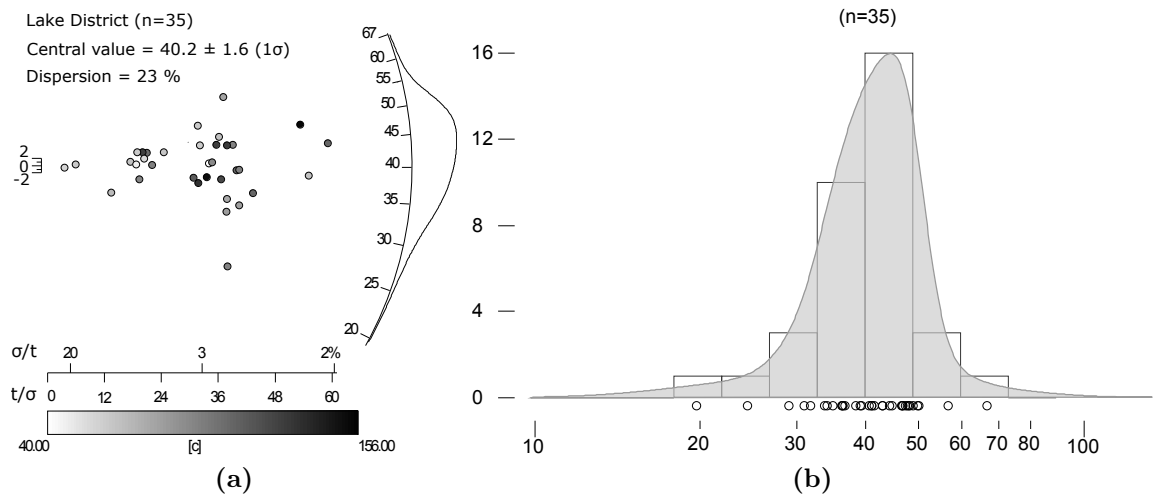 Lake District (n=35)
Central value = 40.2 ± 1.6 (1σ)
Dispersion = 23 %
67
60
55
50
45
40
35
30
25
20
2
0
-2
σ/t 20 3 2%
t/σ 0 12 24 36 48 60
40.00 [c] 156.00
(a)
(n=35)
16
12
8
4
0
10 20 30 40 50 60 70 80 100
(b)